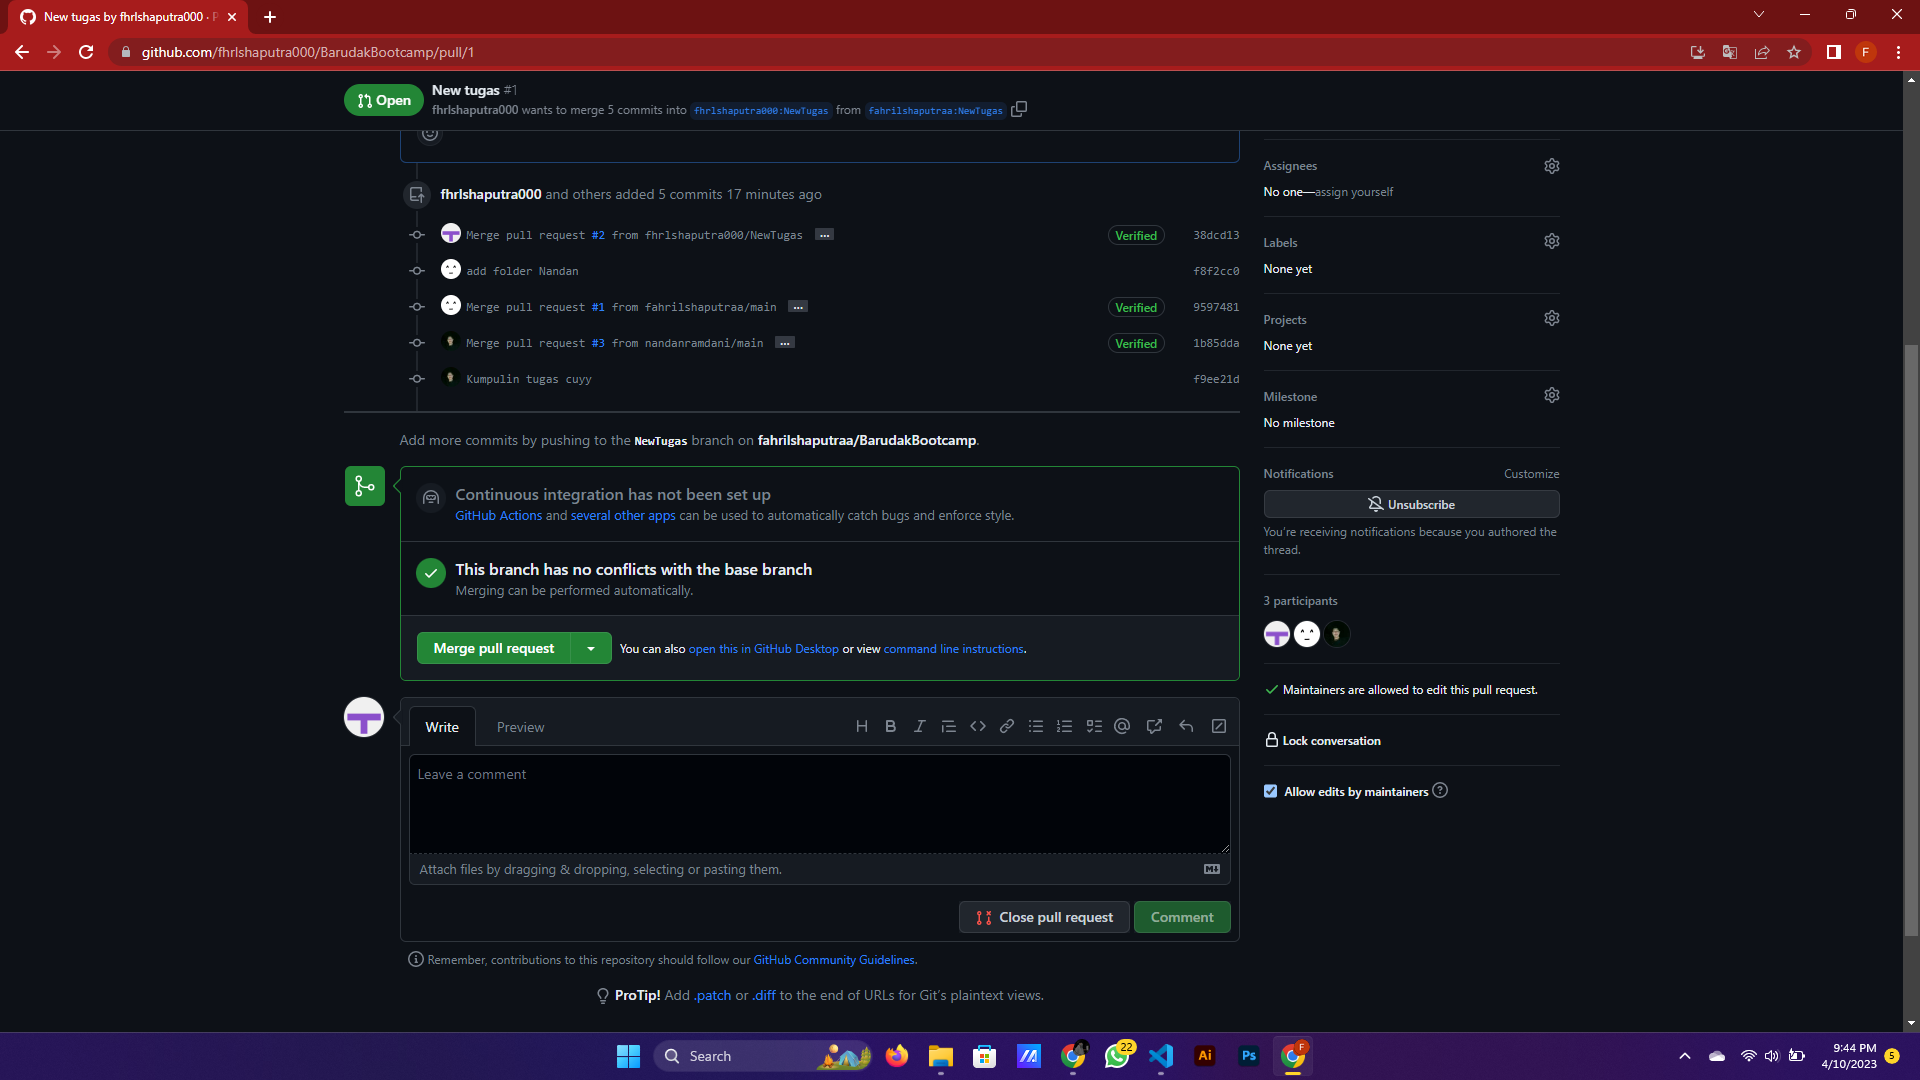 New tugas by fhrlshaputra000 · P
github.com/fhrlshaputra000/BarudakBootcamp/pull/1
F
Open
New tugas #1
fhrlshaputra000 wants to merge 5 commits into fhrlshaputra000:NewTugas from fahrilshaputraa:NewTugas
fhrlshaputra000 and others added 5 commits 17 minutes ago
Merge pull request #2 from fhrlshaputra000/NewTugas ... Verified 38dcd13
add folder Nandan f8f2cc0
Merge pull request #1 from fahrilshaputraa/main ... Verified 9597481
Merge pull request #3 from nandanramdani/main ... Verified 1b85dda
Kumpulin tugas cuyy f9ee21d
Add more commits by pushing to the NewTugas branch on fahrilshaputraa/BarudakBootcamp.
Continuous integration has not been set up
GitHub Actions and several other apps can be used to automatically catch bugs and enforce style.
This branch has no conflicts with the base branch
Merging can be performed automatically.
Merge pull request
You can also open this in GitHub Desktop or view command line instructions.
Write Preview
H B I @
Leave a comment
Attach files by dragging & dropping, selecting or pasting them.
Close pull request
Comment
Remember, contributions to this repository should follow our GitHub Community Guidelines.
ProTip! Add .patch or .diff to the end of URLs for Git's plaintext views.
Assignees
No one—assign yourself
Labels
None yet
Projects
None yet
Milestone
No milestone
Notifications Customize
Unsubscribe
You're receiving notifications because you authored the
thread.
3 participants
Maintainers are allowed to edit this pull request.
Lock conversation
Allow edits by maintainers ?
Search
22
Ai
Ps
F
9:44 PM
4/10/2023
5